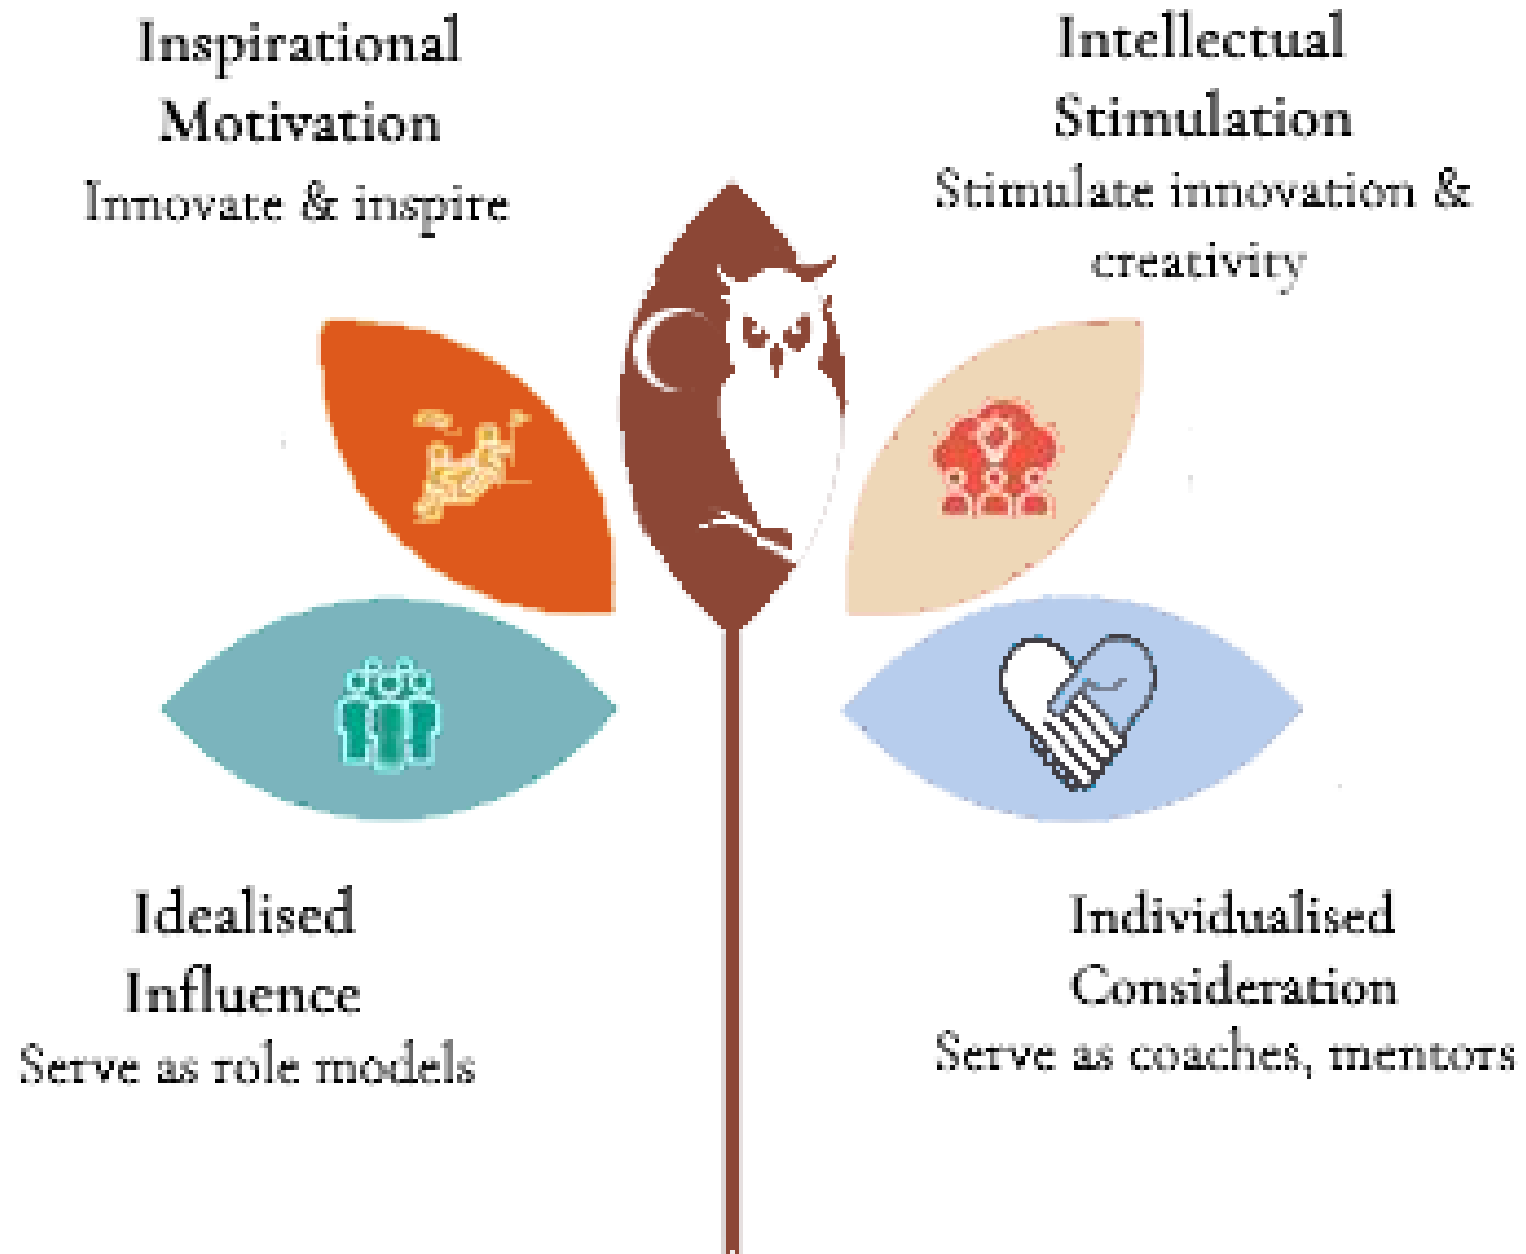 Inspirational
Motivation
Innovate & inspire
Intellectual
Stimulation
Stimulate innovation &
creativity
Idealised
Influence
Serve as role models
Individualised
Consideration
Serve as coaches, mentors